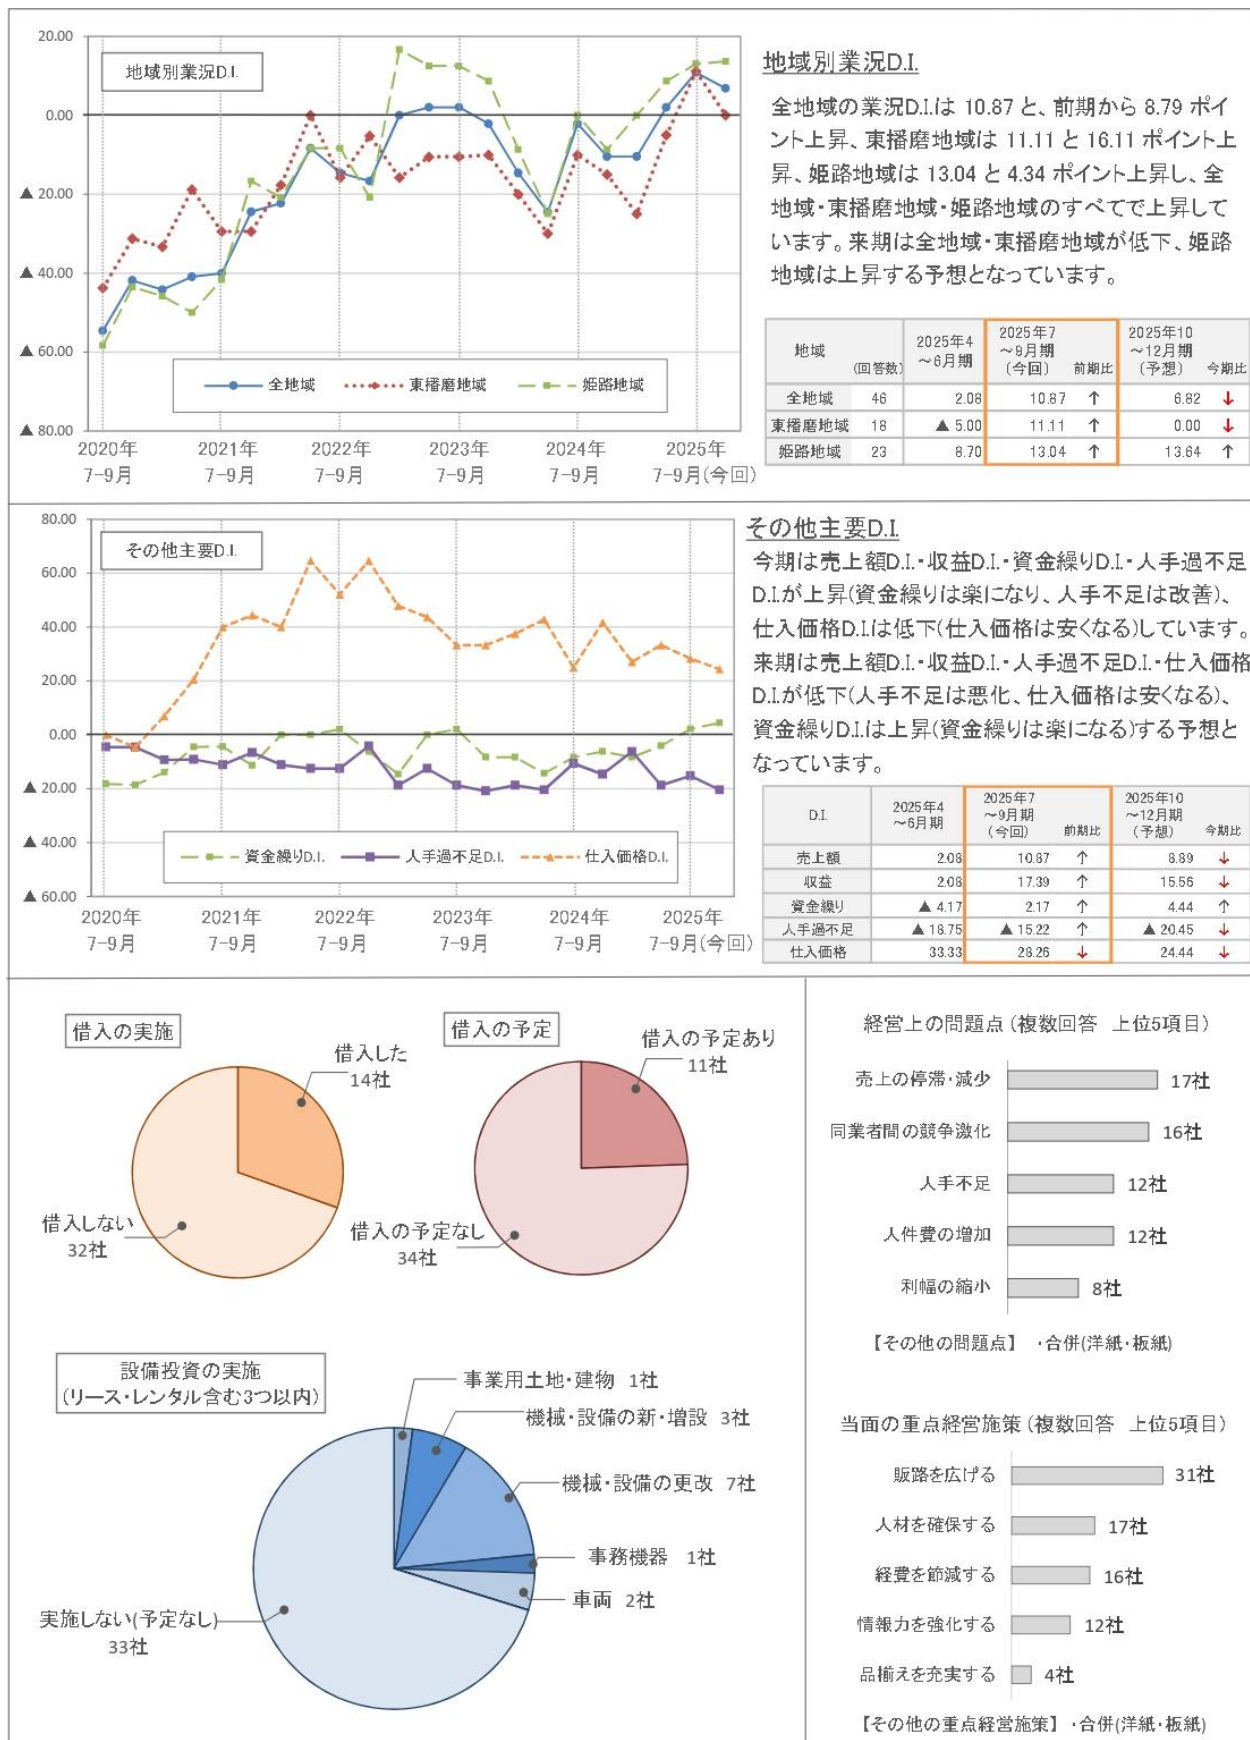 地域別業況D.I.
20.00
0.00
▲ 20.00
▲ 40.00
▲ 60.00
▲ 80.00
全地域
東播磨地域
姫路地域
2020年
7-9月
2021年
7-9月
2022年
7-9月
2023年
7-9月
2024年
7-9月
2025年
7-9月(今回)
地域別業況D.I.
全地域の業況D.I.は 10.87 と、前期から 8.79 ポイ
ント上昇、東播磨地域は 11.11 と 16.11 ポイント上
昇、姫路地域は 13.04 と 4.34 ポイント上昇し、全
地域・東播磨地域・姫路地域のすべてで上昇して
います。来期は全地域・東播磨地域が低下、姫路
地域は上昇する予想となっています。
地域 (回答数) 2025年4～6月期 2025年7～9月期(今回) 前期比 2025年10～12月期(予想) 今期比
全地域 46 2.08 10.87 ↑ 6.82 ↓
東播磨地域 18 ▲ 5.00 11.11 ↑ 0.00 ↓
姫路地域 23 8.70 13.04 ↑ 13.64 ↑
その他主要D.I.
80.00
60.00
40.00
20.00
0.00
▲ 20.00
▲ 40.00
▲ 60.00
資金繰りD.I.
人手過不足D.I.
仕入価格D.I.
2020年
7-9月
2021年
7-9月
2022年
7-9月
2023年
7-9月
2024年
7-9月
2025年
7-9月(今回)
その他主要D.I.
今期は売上額D.I.・収益D.I.・資金繰りD.I.・人手過不足
D.I.が上昇(資金繰りは楽になり、人手不足は改善)、
仕入価格D.I.は低下(仕入価格は安くなる)しています。
来期は売上額D.I.・収益D.I.・人手過不足D.I.・仕入価格
D.I.が低下(人手不足は悪化、仕入価格は安くなる)、
資金繰りD.I.は上昇(資金繰りは楽になる)する予想と
なっています。
D.I. 2025年4～6月期 2025年7～9月期(今回) 前期比 2025年10～12月期(予想) 今期比
売上額 2.08 10.87 ↑ 8.89 ↓
収益 2.08 17.39 ↑ 15.56 ↓
資金繰り ▲ 4.17 2.17 ↑ 4.44 ↑
人手過不足 ▲ 18.75 ▲ 15.22 ↑ ▲ 20.45 ↓
仕入価格 33.33 28.26 ↓ 24.44 ↓
借入の実施
借入した
14社
借入しない
32社
借入の予定
借入の予定あり
11社
借入の予定なし
34社
設備投資の実施
(リース・レンタル含む3つ以内)
事業用土地・建物 1社
機械・設備の新・増設 3社
機械・設備の更改 7社
事務機器 1社
車両 2社
実施しない(予定なし)
33社
経営上の問題点(複数回答 上位5項目)
売上の停滞・減少 17社
同業者間の競争激化 16社
人手不足 12社
人件費の増加 12社
利幅の縮小 8社
【その他の問題点】 ・合併(洋紙・板紙)
当面の重点経営施策(複数回答 上位5項目)
販路を広げる 31社
人材を確保する 17社
経費を節減する 16社
情報力を強化する 12社
品揃えを充実する 4社
【その他の重点経営施策】 ・合併(洋紙・板紙)